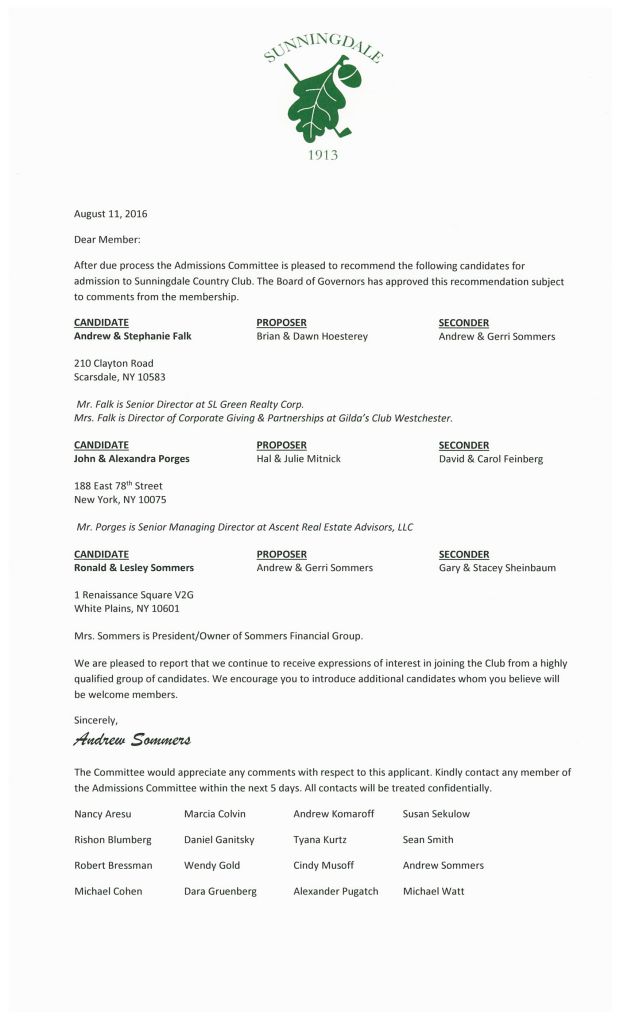 SUNNINGDALE
1913
August 11, 2016
Dear Member:
After due process the Admissions Committee is pleased to recommend the following candidates for
admission to Sunningdale Country Club. The Board of Governors has approved this recommendation subject
to comments from the membership.
CANDIDATE PROPOSER SECONDER
Andrew & Stephanie Falk Brian & Dawn Hoesterey Andrew & Gerri Sommers
210 Clayton Road
Scarsdale, NY 10583
Mr. Falk is Senior Director at SL Green Realty Corp.
Mrs. Falk is Director of Corporate Giving & Partnerships at Gilda's Club Westchester.
CANDIDATE PROPOSER SECONDER
John & Alexandra Porges Hal & Julie Mitnick David & Carol Feinberg
188 East 78th Street
New York, NY 10075
Mr. Porges is Senior Managing Director at Ascent Real Estate Advisors, LLC
CANDIDATE PROPOSER SECONDER
Ronald & Lesley Sommers Andrew & Gerri Sommers Gary & Stacey Sheinbaum
1 Renaissance Square V2G
White Plains, NY 10601
Mrs. Sommers is President/Owner of Sommers Financial Group.
We are pleased to report that we continue to receive expressions of interest in joining the Club from a highly
qualified group of candidates. We encourage you to introduce additional candidates whom you believe will
be welcome members.
Sincerely,
Andrew Sommers
The Committee would appreciate any comments with respect to this applicant. Kindly contact any member of
the Admissions Committee within the next 5 days. All contacts will be treated confidentially.
Nancy Aresu Marcia Colvin Andrew Komaroff Susan Sekulow
Rishon Blumberg Daniel Ganitsky Tyana Kurtz Sean Smith
Robert Bressman Wendy Gold Cindy Musoff Andrew Sommers
Michael Cohen Dara Gruenberg Alexander Pugatch Michael Watt